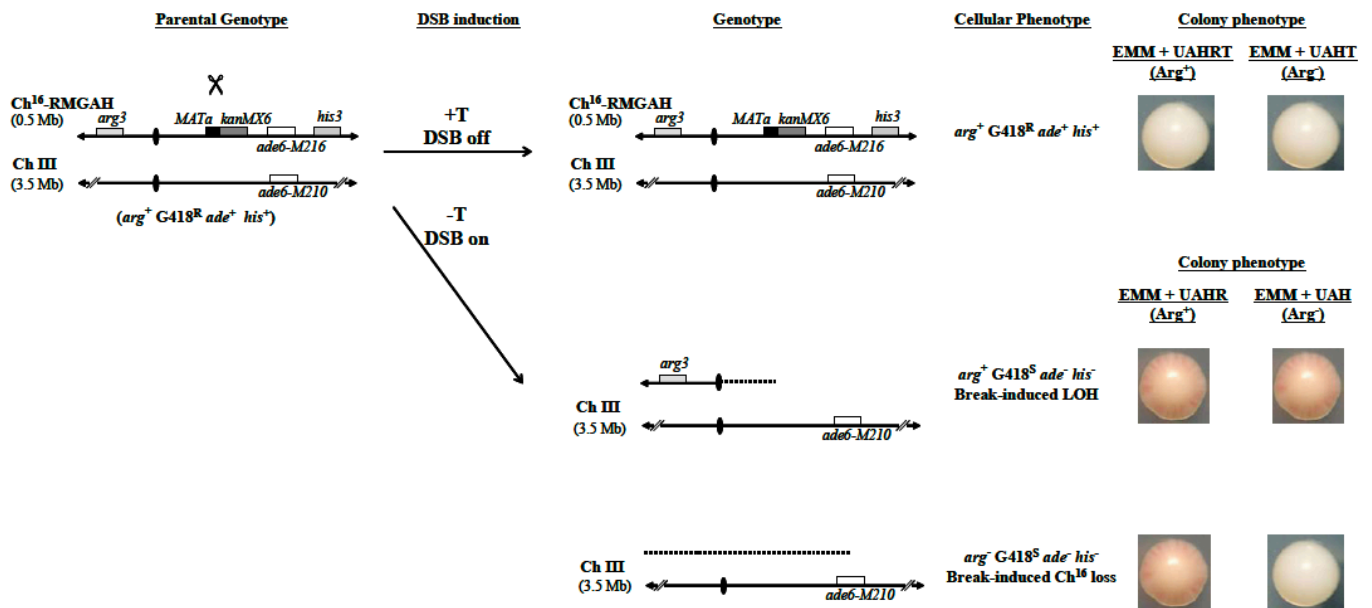 Parental Genotype DSB induction Genotype Cellular Phenotype Colony phenotype
EMM + UAHRT EMM + UAHT
(Arg⁺) (Arg⁻)
Ch¹⁶-RMGAH
(0.5 Mb)
arg3 MATa kanMX6 his3
ade6-M216
Ch III
(3.5 Mb)
ade6-M210
(arg⁺ G418ᴿ ade⁺ his⁺)
+T
DSB off
-T
DSB on
Ch¹⁶-RMGAH
(0.5 Mb)
arg3 MATa kanMX6 his3
ade6-M216
Ch III
(3.5 Mb)
ade6-M210
arg⁺ G418ᴿ ade⁺ his⁺
Colony phenotype
EMM + UAHR EMM + UAH
(Arg⁺) (Arg⁻)
arg3
Ch III
(3.5 Mb)
ade6-M210
arg⁺ G418ˢ ade⁻ his⁻
Break-induced LOH
Ch III
(3.5 Mb)
ade6-M210
arg⁻ G418ˢ ade⁻ his⁻
Break-induced Ch¹⁶ loss